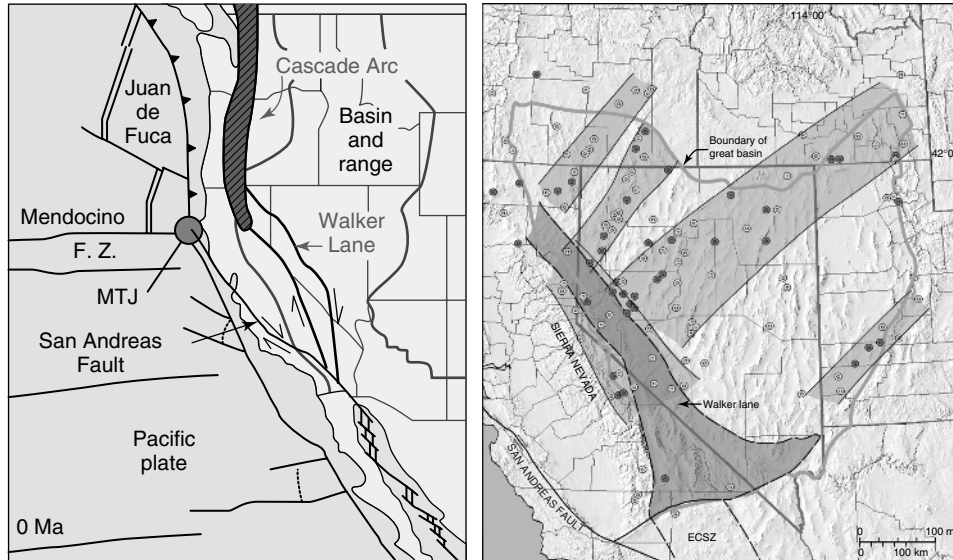 Juan
de
Fuca
Cascade Arc
Basin and
range
Mendocino
F. Z.
Walker
Lane
MTJ
San Andreas
Fault
Pacific
plate
0 Ma
114°00'
Boundary of
great basin
42°0
SIERRA NEVADA
Walker lane
SAN ANDREAS FAULT
ECSZ
0 100 m
0 100 km